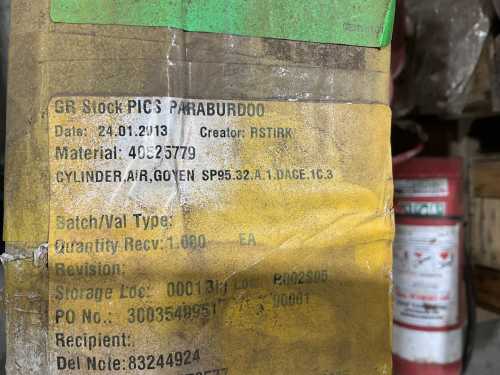 GR Stock PICS PARABURDOO
Date: 24.01.2013 Creator: RSTIRK
Material: 40525779
CYLINDER,AIR,GOYEN SP95.32.A.1.DACE.1C.3
Batch/Val Type:
Quantity Recv: 1.000 EA
Revision:
Storage Loc: 0001
PO No.: 3003548951
Recipient:
Del Note: 83244924